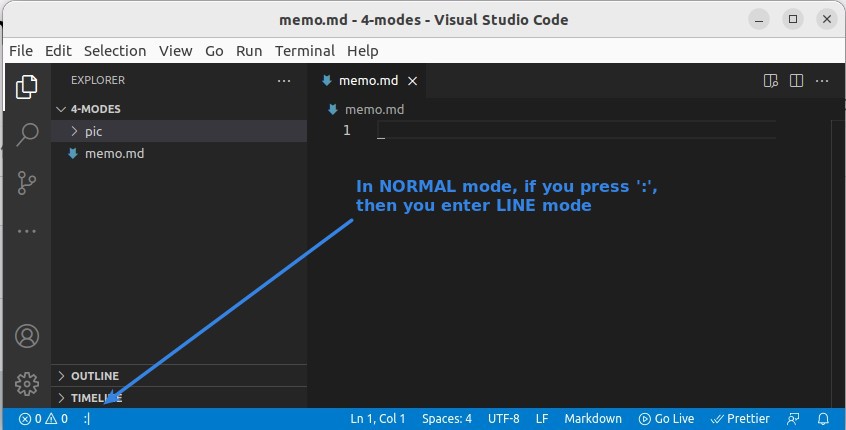 memo.md - 4-modes - Visual Studio Code
File Edit Selection View Go Run Terminal Help
EXPLORER
memo.md
4-MODES
memo.md
pic
1
memo.md
In NORMAL mode, if you press ':',
then you enter LINE mode
OUTLINE
TIMELINE
0 0 :| Ln 1, Col 1 Spaces: 4 UTF-8 LF Markdown Go Live Prettier